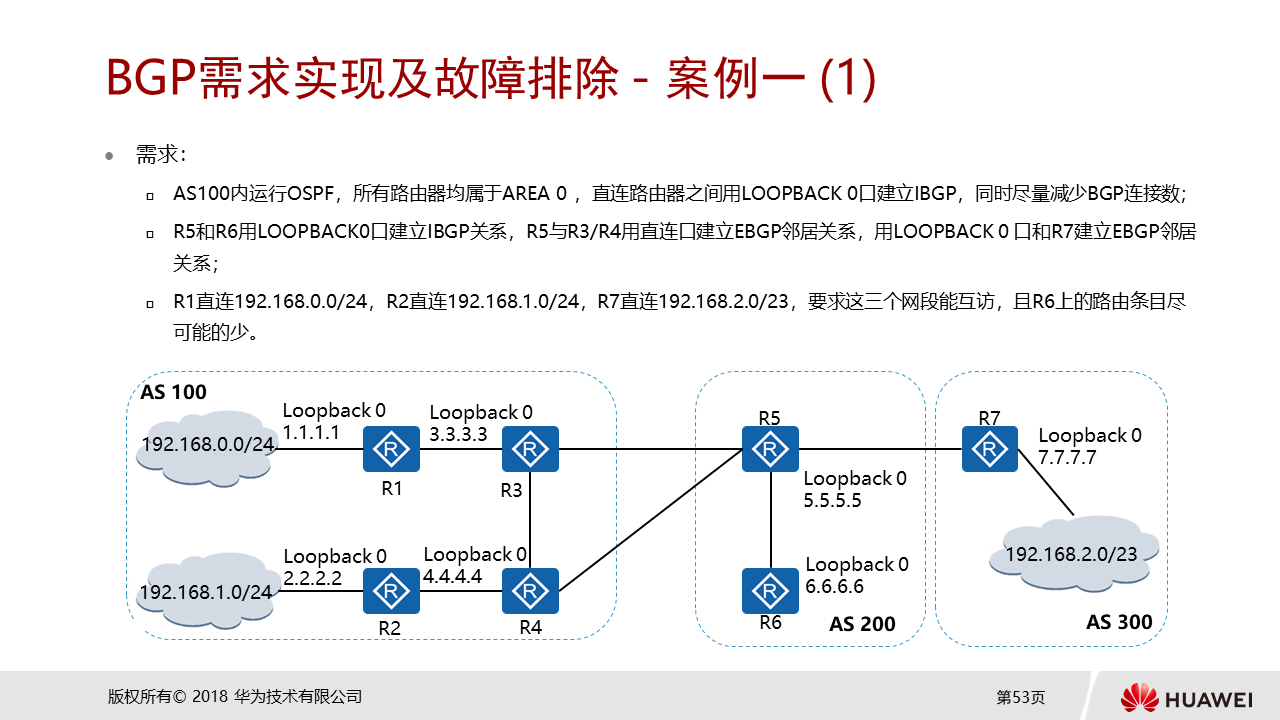 BGP需求实现及故障排除 - 案例一 (1)
需求：
AS100内运行OSPF，所有路由器均属于AREA 0 ，直连路由器之间用LOOPBACK 0口建立IBGP，同时尽量减少BGP连接数；
R5和R6用LOOPBACK0口建立IBGP关系，R5与R3/R4用直连口建立EBGP邻居关系，用LOOPBACK 0 口和R7建立EBGP邻居
关系；
R1直连192.168.0.0/24，R2直连192.168.1.0/24，R7直连192.168.2.0/23，要求这三个网段能互访，且R6上的路由条目尽
可能的少。
AS 100
192.168.0.0/24
Loopback 0
1.1.1.1
R1
Loopback 0
3.3.3.3
R3
192.168.1.0/24
Loopback 0
2.2.2.2
R2
Loopback 0
4.4.4.4
R4
R5
Loopback 0
5.5.5.5
Loopback 0
6.6.6.6
R6
AS 200
R7
Loopback 0
7.7.7.7
192.168.2.0/23
AS 300
版权所有© 2018 华为技术有限公司
第53页
HUAWEI